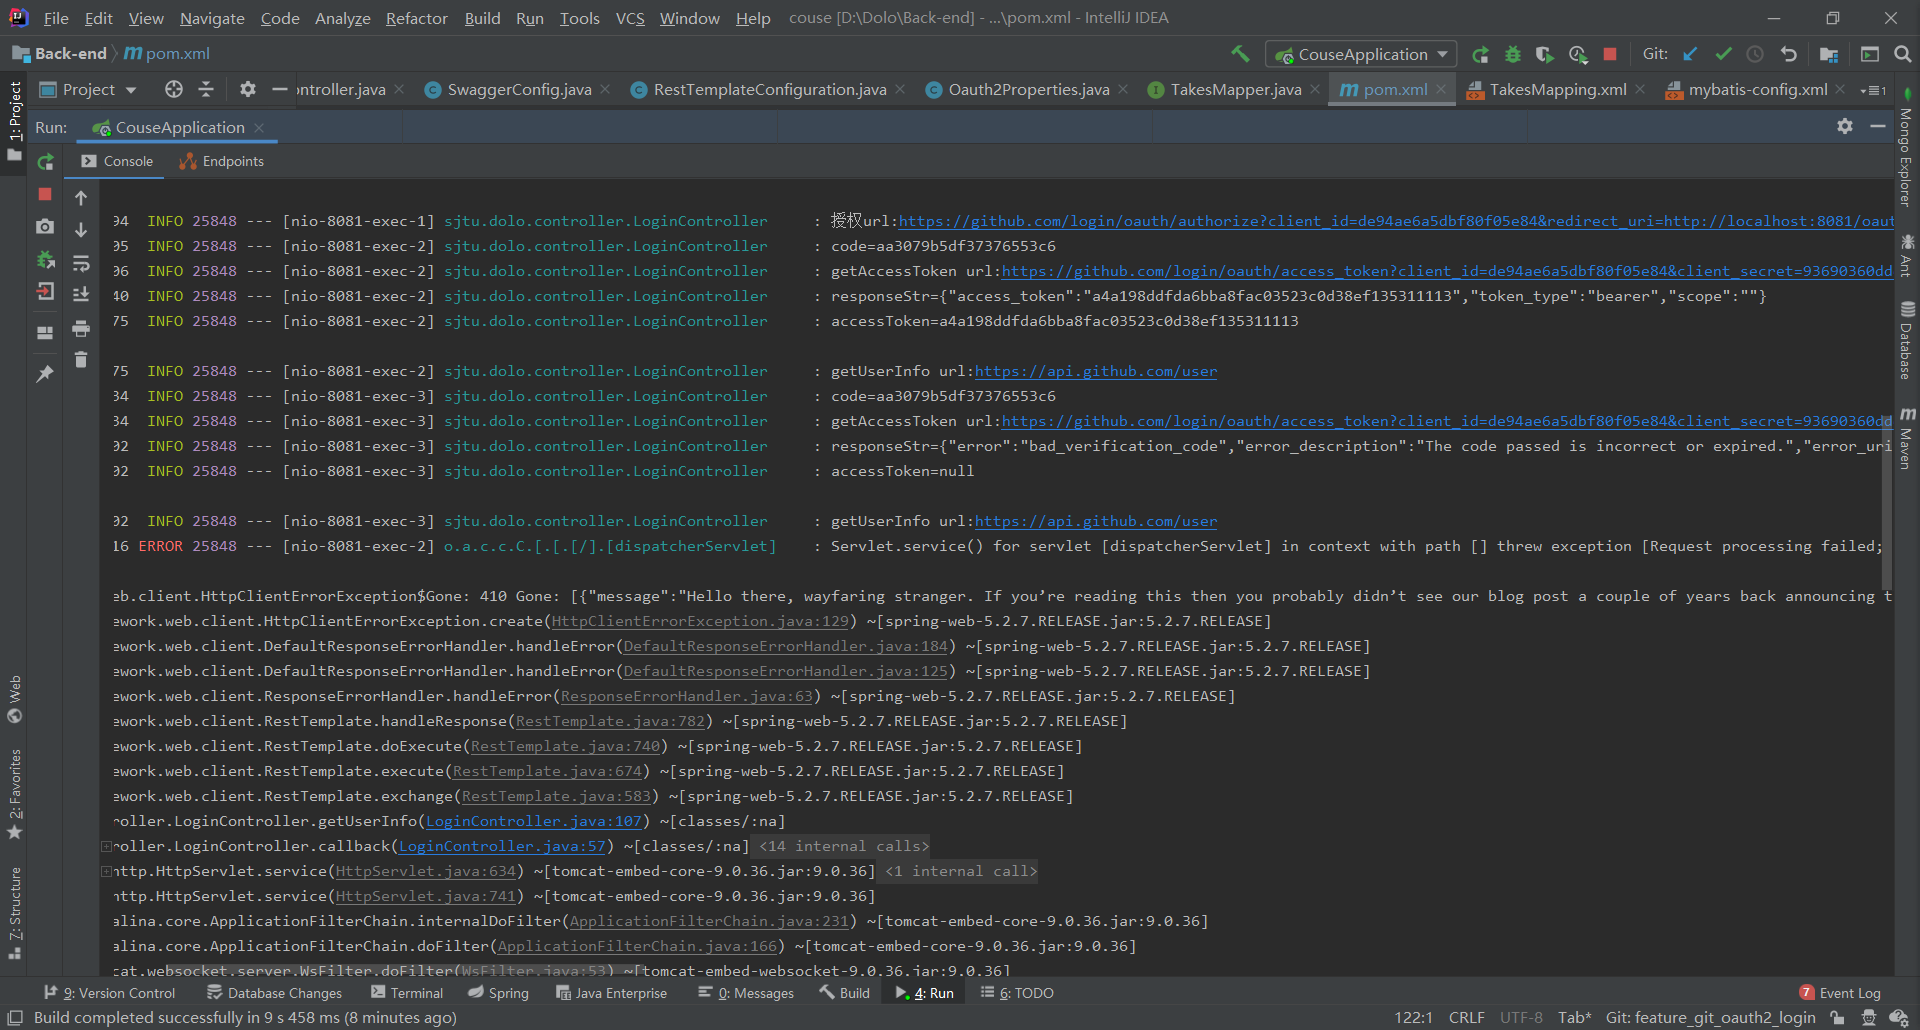 File Edit View Navigate Code Analyze Refactor Build Run Tools VCS Window Help couse [D:\Dolo\Back-end] - ...\pom.xml - IntelliJ IDEA
Back-end m pom.xml CouseApplication Git:
Project ontroller.java SwaggerConfig.java RestTemplateConfiguration.java Oauth2Properties.java TakesMapper.java pom.xml TakesMapping.xml mybatis-config.xml
Run: CouseApplication
Console Endpoints
94 INFO 25848 --- [nio-8081-exec-1] sjtu.dolo.controller.LoginController : 授权url:https://github.com/login/oauth/authorize?client_id=de94ae6a5dbf80f05e84&redirect_uri=http://localhost:8081/oaut
95 INFO 25848 --- [nio-8081-exec-2] sjtu.dolo.controller.LoginController : code=aa3079b5df37376553c6
96 INFO 25848 --- [nio-8081-exec-2] sjtu.dolo.controller.LoginController : getAccessToken url:https://github.com/login/oauth/access_token?client_id=de94ae6a5dbf80f05e84&client_secret=93690360dd
40 INFO 25848 --- [nio-8081-exec-2] sjtu.dolo.controller.LoginController : responseStr={"access_token":"a4a198ddfda6bba8fac03523c0d38ef135311113","token_type":"bearer","scope":""}
75 INFO 25848 --- [nio-8081-exec-2] sjtu.dolo.controller.LoginController : accessToken=a4a198ddfda6bba8fac03523c0d38ef135311113
75 INFO 25848 --- [nio-8081-exec-2] sjtu.dolo.controller.LoginController : getUserInfo url:https://api.github.com/user
34 INFO 25848 --- [nio-8081-exec-3] sjtu.dolo.controller.LoginController : code=aa3079b5df37376553c6
34 INFO 25848 --- [nio-8081-exec-3] sjtu.dolo.controller.LoginController : getAccessToken url:https://github.com/login/oauth/access_token?client_id=de94ae6a5dbf80f05e84&client_secret=93690360dd
02 INFO 25848 --- [nio-8081-exec-3] sjtu.dolo.controller.LoginController : responseStr={"error":"bad_verification_code","error_description":"The code passed is incorrect or expired.","error_uri
02 INFO 25848 --- [nio-8081-exec-3] sjtu.dolo.controller.LoginController : accessToken=null
02 INFO 25848 --- [nio-8081-exec-3] sjtu.dolo.controller.LoginController : getUserInfo url:https://api.github.com/user
16 ERROR 25848 --- [nio-8081-exec-2] o.a.c.c.C.[.[.[/].[dispatcherServlet] : Servlet.service() for servlet [dispatcherServlet] in context with path [] threw exception [Request processing failed;
eb.client.HttpClientErrorException$Gone: 410 Gone: [{"message":"Hello there, wayfaring stranger. If you’re reading this then you probably didn’t see our blog post a couple of years back announcing t
ework.web.client.HttpClientErrorException.create(HttpClientErrorException.java:129) ~[spring-web-5.2.7.RELEASE.jar:5.2.7.RELEASE]
ework.web.client.DefaultResponseErrorHandler.handleError(DefaultResponseErrorHandler.java:184) ~[spring-web-5.2.7.RELEASE.jar:5.2.7.RELEASE]
ework.web.client.DefaultResponseErrorHandler.handleError(DefaultResponseErrorHandler.java:125) ~[spring-web-5.2.7.RELEASE.jar:5.2.7.RELEASE]
ework.web.client.ResponseErrorHandler.handleError(ResponseErrorHandler.java:63) ~[spring-web-5.2.7.RELEASE.jar:5.2.7.RELEASE]
ework.web.client.RestTemplate.handleResponse(RestTemplate.java:782) ~[spring-web-5.2.7.RELEASE.jar:5.2.7.RELEASE]
ework.web.client.RestTemplate.doExecute(RestTemplate.java:740) ~[spring-web-5.2.7.RELEASE.jar:5.2.7.RELEASE]
ework.web.client.RestTemplate.execute(RestTemplate.java:674) ~[spring-web-5.2.7.RELEASE.jar:5.2.7.RELEASE]
ework.web.client.RestTemplate.exchange(RestTemplate.java:583) ~[spring-web-5.2.7.RELEASE.jar:5.2.7.RELEASE]
roller.LoginController.getUserInfo(LoginController.java:107) ~[classes/:na]
roller.LoginController.callback(LoginController.java:57) ~[classes/:na] <14 internal calls>
http.HttpServlet.service(HttpServlet.java:634) ~[tomcat-embed-core-9.0.36.jar:9.0.36] <1 internal call>
http.HttpServlet.service(HttpServlet.java:741) ~[tomcat-embed-core-9.0.36.jar:9.0.36]
alina.core.ApplicationFilterChain.internalDoFilter(ApplicationFilterChain.java:231) ~[tomcat-embed-core-9.0.36.jar:9.0.36]
alina.core.ApplicationFilterChain.doFilter(ApplicationFilterChain.java:166) ~[tomcat-embed-core-9.0.36.jar:9.0.36]
cat.websocket.server.WsFilter.doFilter(WsFilter.java:53) ~[tomcat-embed-websocket-9.0.36.jar:9.0.36]
1: Project
Web
2: Favorites
Z: Structure
Mongo Explorer
Ant
Database
Maven
9: Version Control Database Changes Terminal Spring Java Enterprise 0: Messages Build 4: Run 6: TODO 7 Event Log
Build completed successfully in 9 s 458 ms (8 minutes ago) 122:1 CRLF UTF-8 Tab* Git: feature_git_oauth2_login